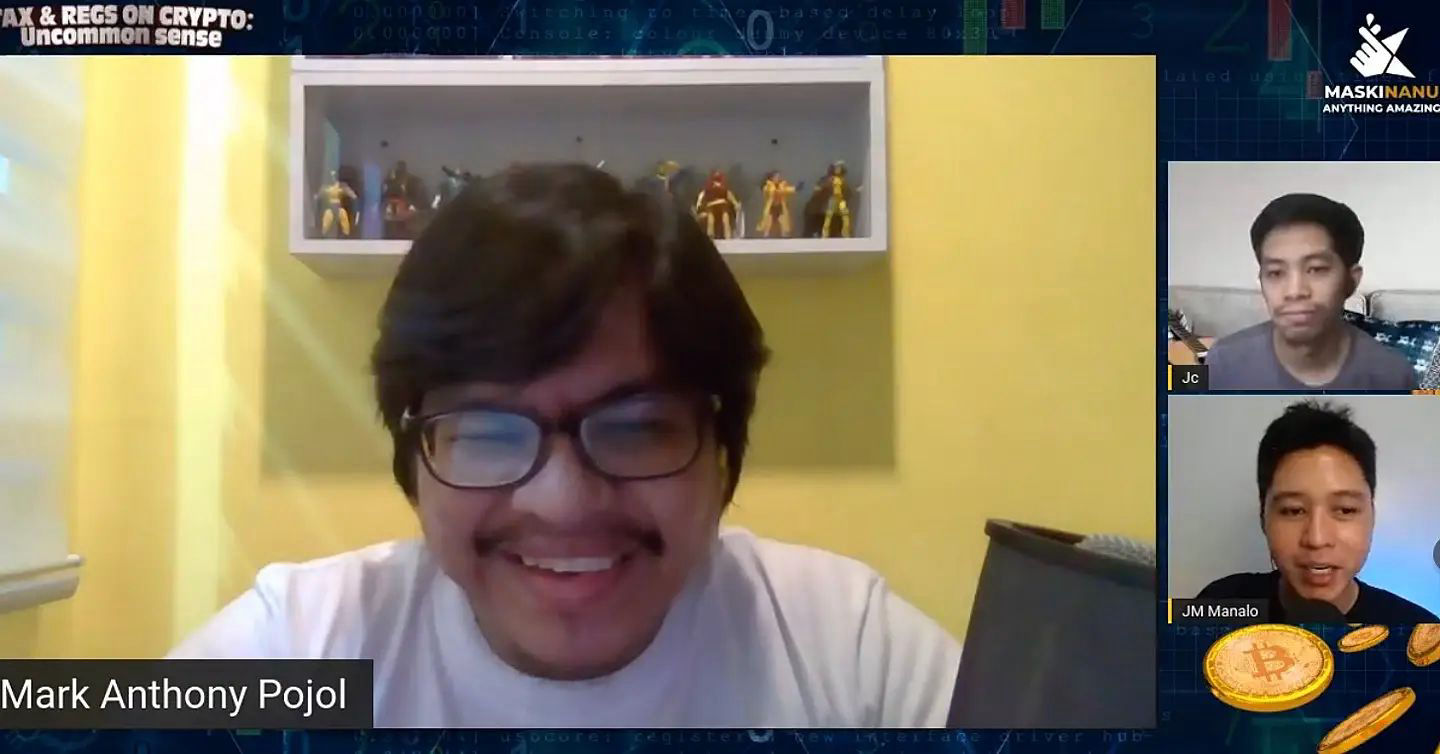 TAX & REGS ON CRYPTO:
Uncommon sense
MASKINANU
ANYTHING AMAZING
Jc
JM Manalo
Mark Anthony Pojol